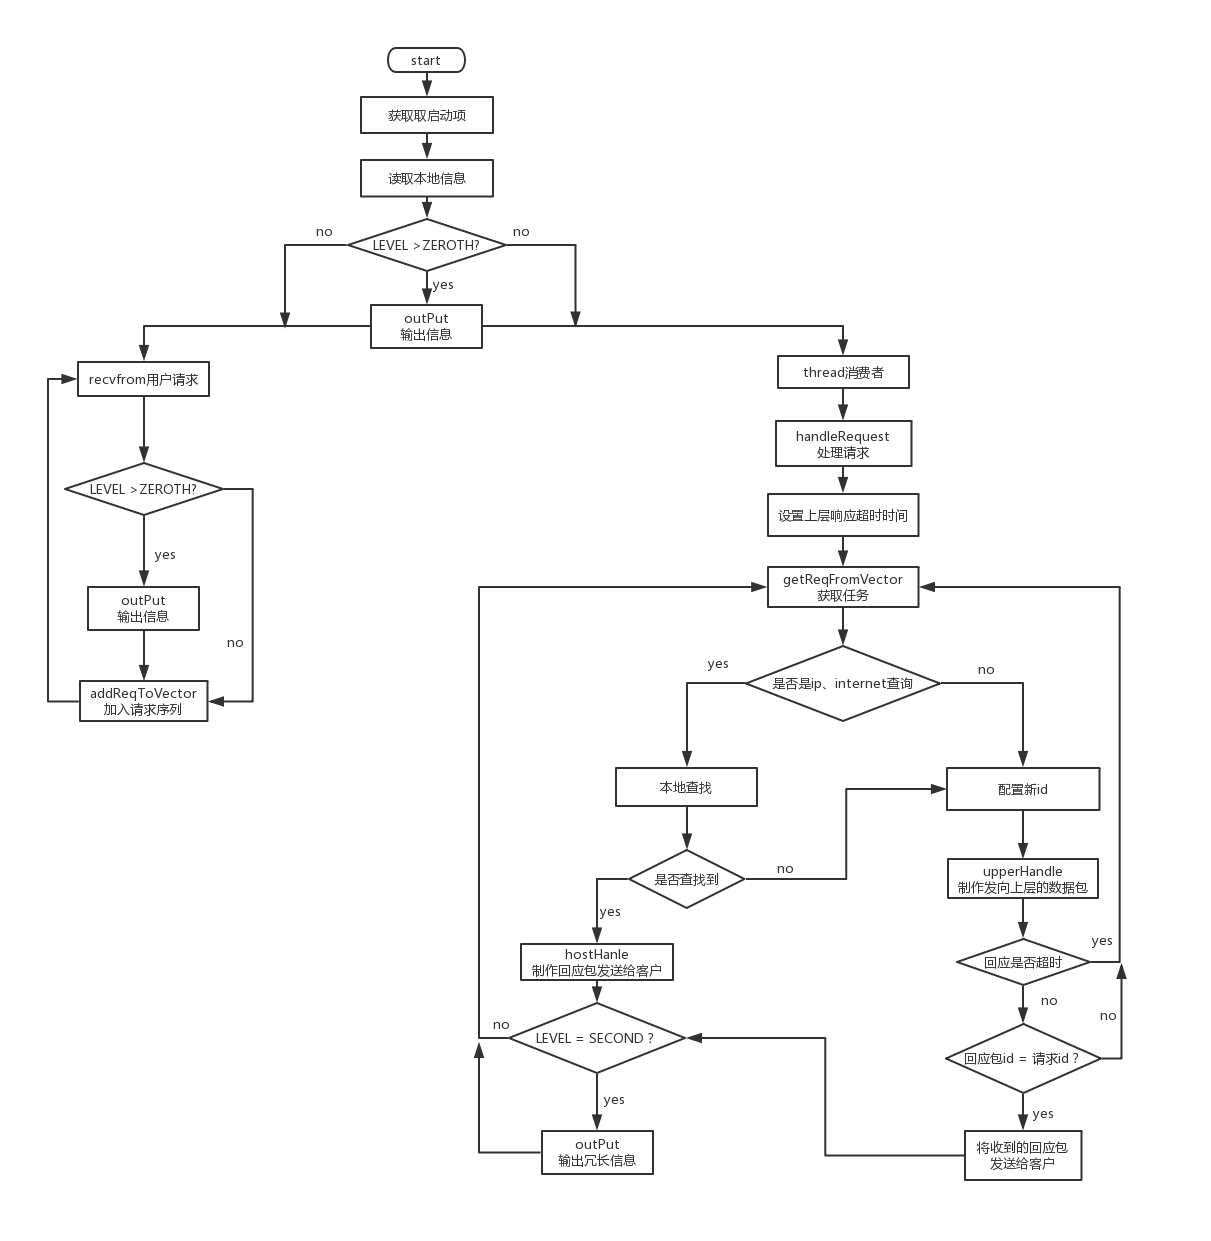 start
获取取启动项
读取本地信息
no
LEVEL >ZEROTH?
no
yes
outPut
输出信息
recvfrom用户请求
LEVEL >ZEROTH?
yes
outPut
输出信息
no
addReqToVector
加入请求序列
thread消费者
handleRequest
处理请求
设置上层响应超时时间
getReqFromVector
获取任务
yes
是否是ip、internet查询
no
本地查找
配置新id
是否查找到
no
yes
upperHandle
制作发向上层的数据包
hostHanle
制作回应包发送给客户
回应是否超时
yes
no
no
LEVEL = SECOND ?
no
回应包id = 请求id ?
yes
yes
outPut
输出冗长信息
将收到的回应包
发送给客户